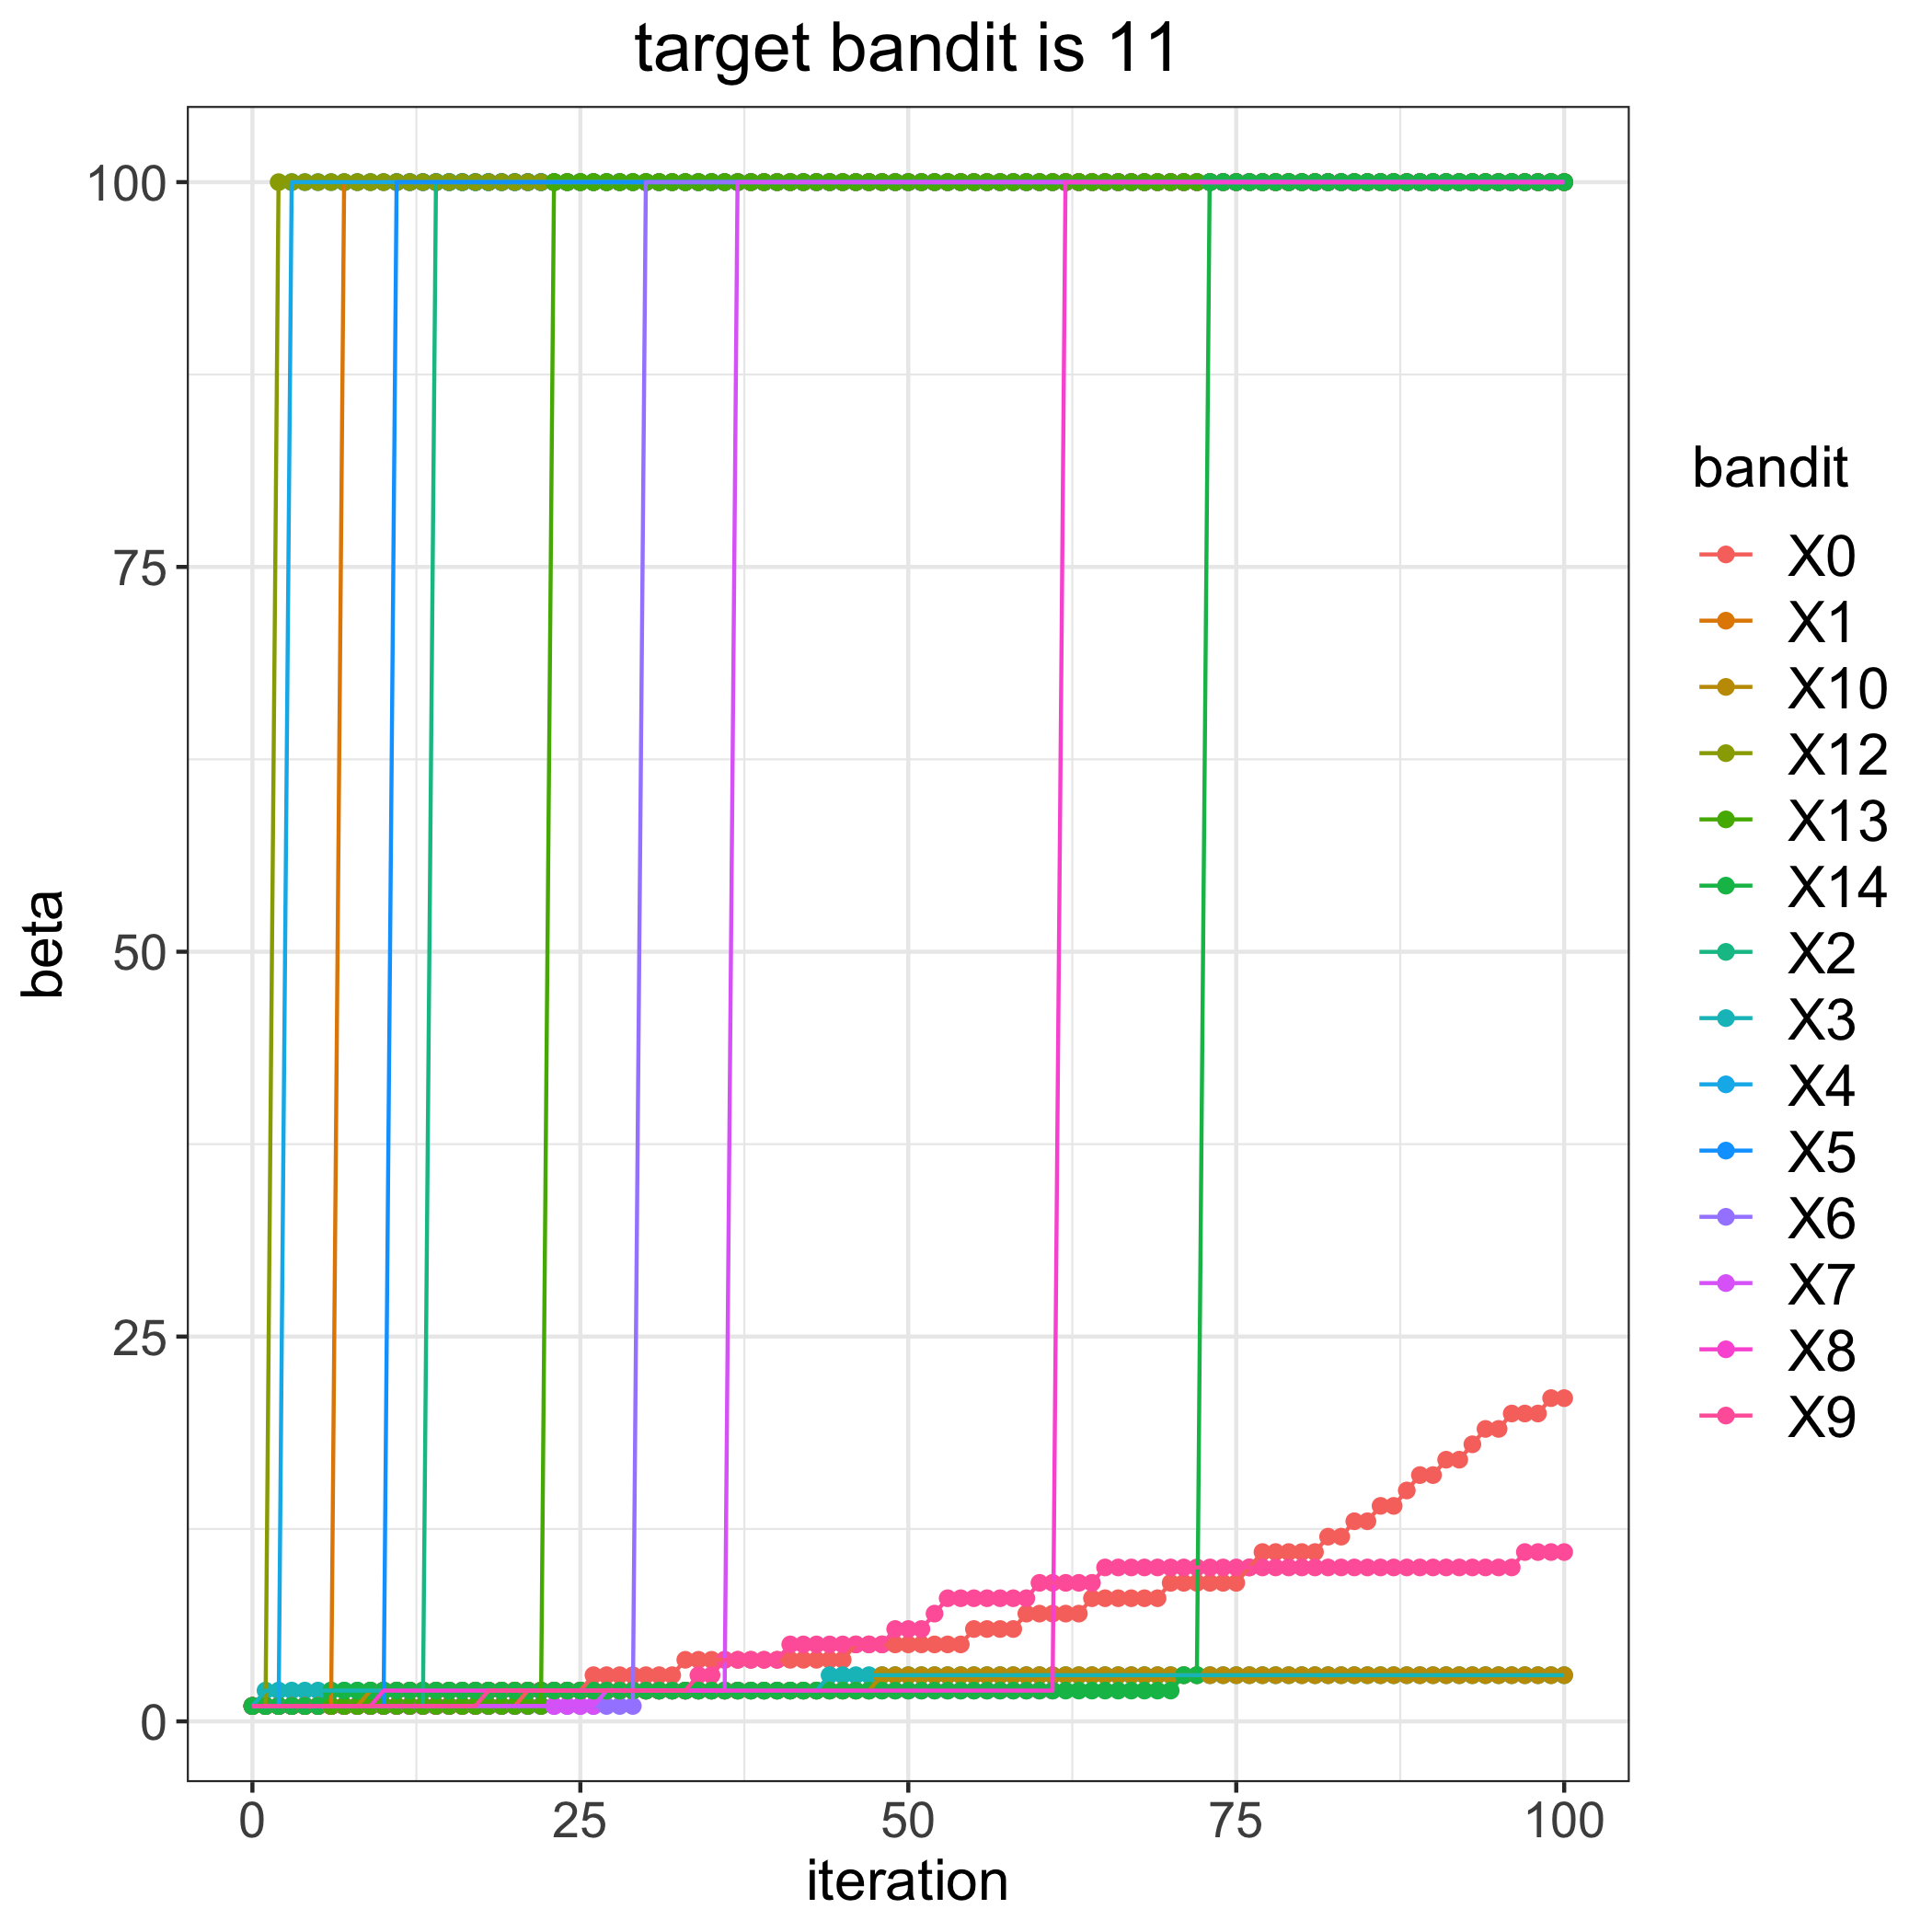 target bandit is 11
100
75
50
25
0
beta
0 25 50 75 100
iteration
bandit
X0
X1
X10
X12
X13
X14
X2
X3
X4
X5
X6
X7
X8
X9